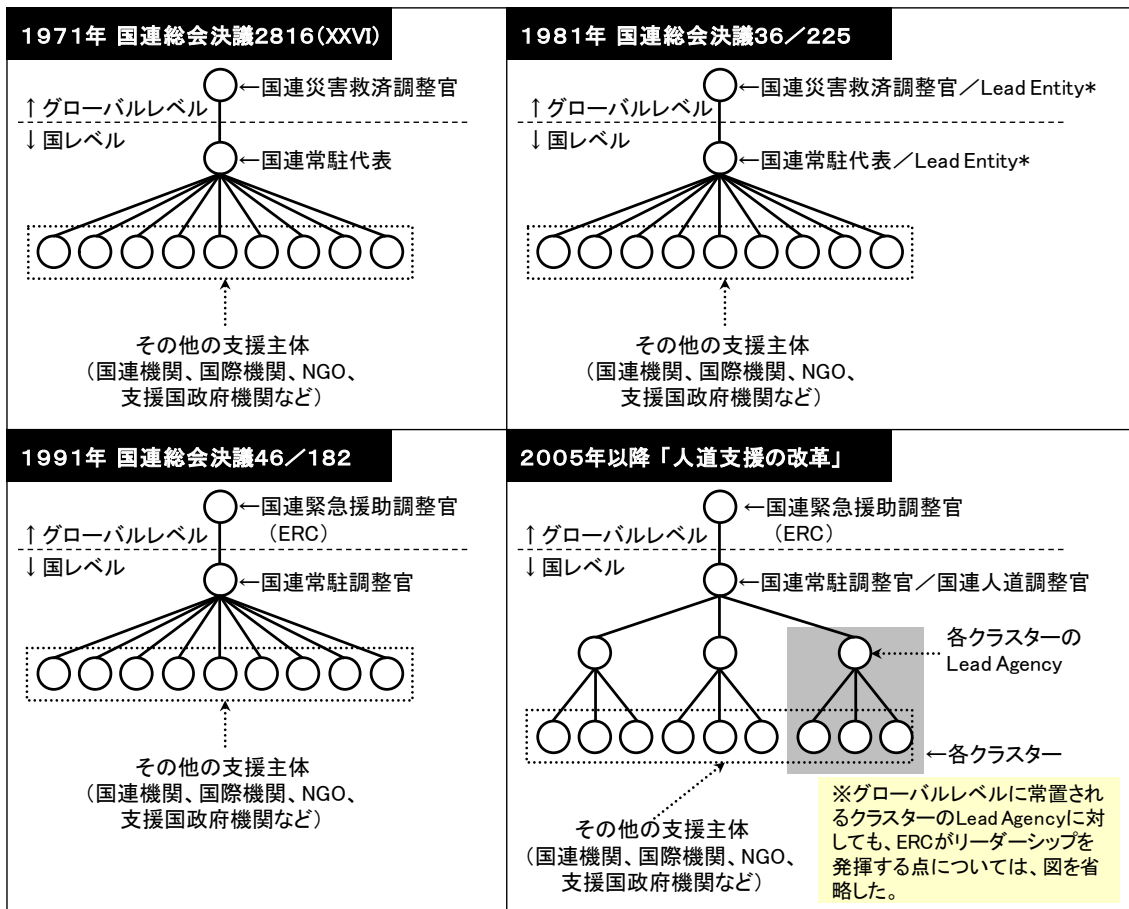 1971年 国連総会決議2816(XXVI)
←国連災害救済調整官
↑グローバルレベル
↓国レベル
←国連常駐代表
その他の支援主体
(国連機関、国際機関、NGO、
支援国政府機関など)
1981年 国連総会決議36／225
←国連災害救済調整官／Lead Entity*
↑グローバルレベル
↓国レベル
←国連常駐代表／Lead Entity*
その他の支援主体
(国連機関、国際機関、NGO、
支援国政府機関など)
1991年 国連総会決議46／182
←国連緊急援助調整官
(ERC)
↑グローバルレベル
↓国レベル
←国連常駐調整官
その他の支援主体
(国連機関、国際機関、NGO、
支援国政府機関など)
2005年以降「人道支援の改革」
←国連緊急援助調整官
(ERC)
↑グローバルレベル
↓国レベル
←国連常駐調整官／国連人道調整官
各クラスターの
Lead Agency
←各クラスター
その他の支援主体
(国連機関、国際機関、NGO、
支援国政府機関など)
※グローバルレベルに常置され
るクラスターのLead Agencyに対
しても、ERCがリーダーシップを
発揮する点については、図を省
略した。